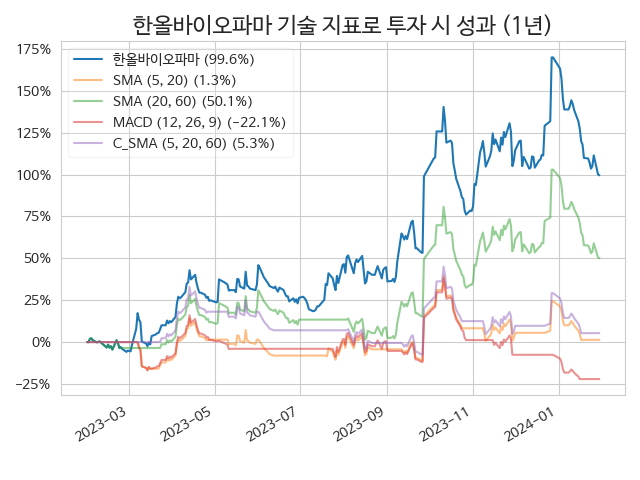 한올바이오파마 기술 지표로 투자 시 성과 (1년)
175%
150%
125%
100%
75%
50%
25%
0%
−25%
한올바이오파마 (99.6%)
SMA (5, 20) (1.3%)
SMA (20, 60) (50.1%)
MACD (12, 26, 9) (−22.1%)
C_SMA (5, 20, 60) (5.3%)
2023−03
2023−05
2023−07
2023−09
2023−11
2024−01